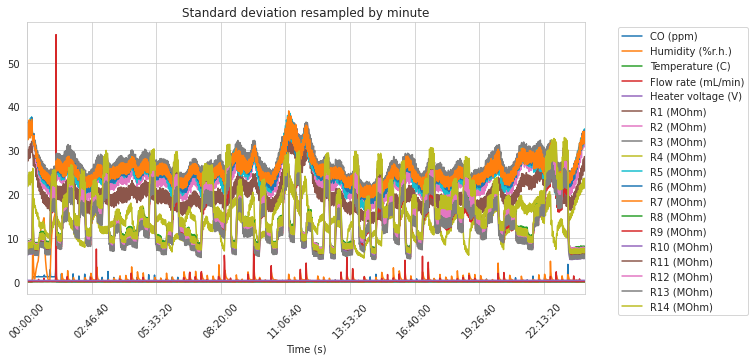 Standard deviation resampled by minute
50
40
30
20
10
0
00:00:00
02:46:40
05:33:20
08:20:00
11:06:40
13:53:20
16:40:00
19:26:40
22:13:20
Time (s)
CO (ppm)
Humidity (%r.h.)
Temperature (C)
Flow rate (mL/min)
Heater voltage (V)
R1 (MOhm)
R2 (MOhm)
R3 (MOhm)
R4 (MOhm)
R5 (MOhm)
R6 (MOhm)
R7 (MOhm)
R8 (MOhm)
R9 (MOhm)
R10 (MOhm)
R11 (MOhm)
R12 (MOhm)
R13 (MOhm)
R14 (MOhm)